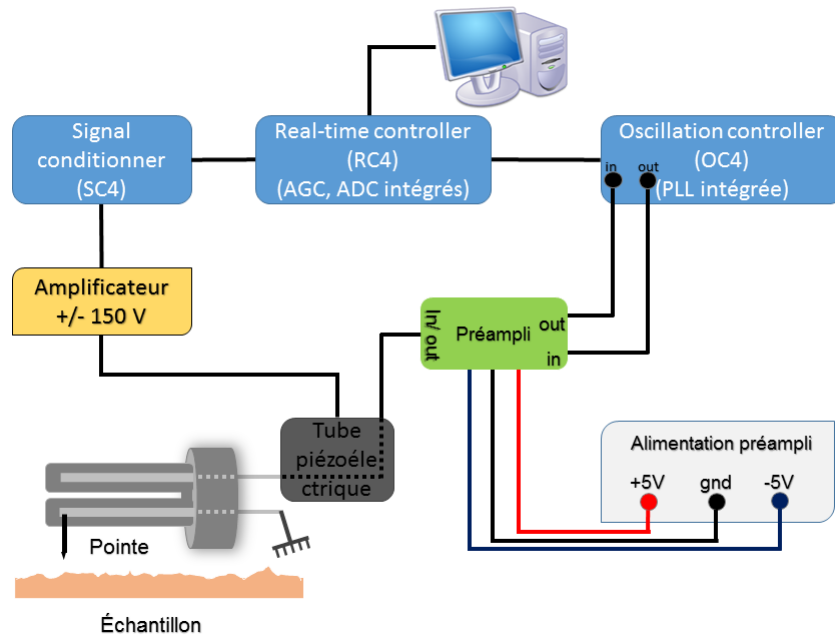 Signal
conditionner
(SC4)
Real-time controller
(RC4)
(AGC, ADC intégrés)
Oscillation controller
(OC4)
(PLL intégrée)
in
out
Amplificateur
+/- 150 V
In/ out
Préampli
out
in
Tube
piézoéle
ctrique
Alimentation préampli
+5V
gnd
-5V
Pointe
Échantillon